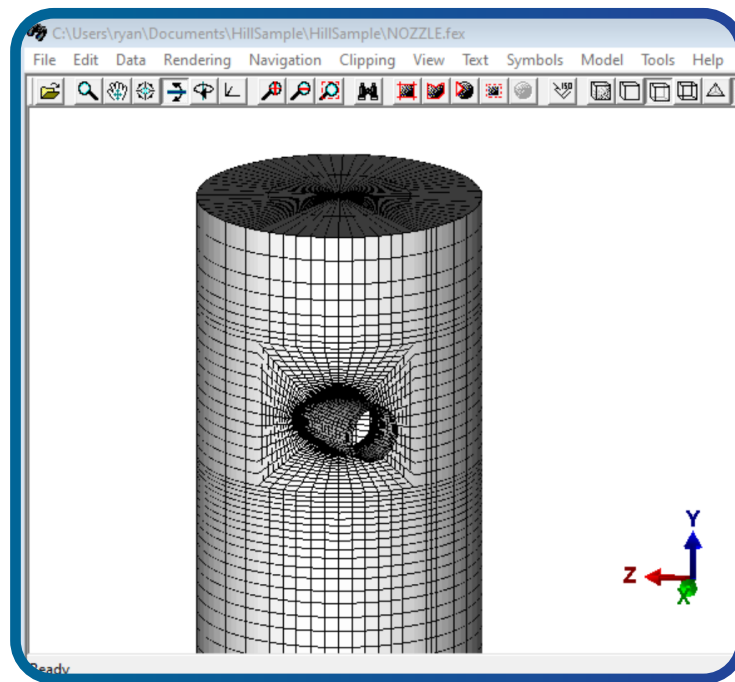 C:\Users\ryan\Documents\HillSample\HillSample\NOZZLE.fex
File Edit Data Rendering Navigation Clipping View Text Symbols Model Tools Help
ISO
Y
Z
X
Ready